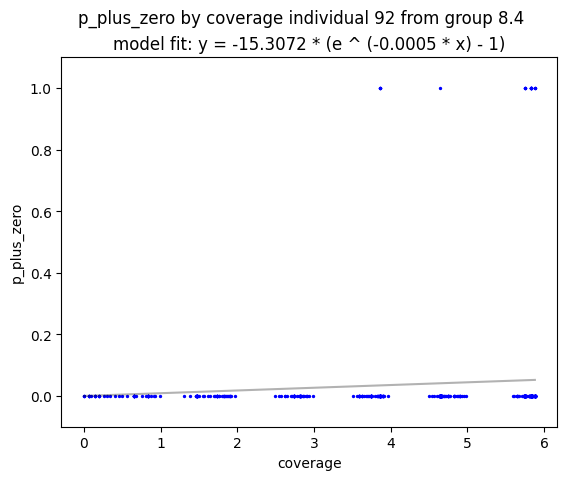 p_plus_zero by coverage individual 92 from group 8.4
model fit: y = -15.3072 * (e ^ (-0.0005 * x) - 1)
1.0
0.8
0.6
0.4
0.2
0.0
p_plus_zero
0 1 2 3 4 5 6
coverage